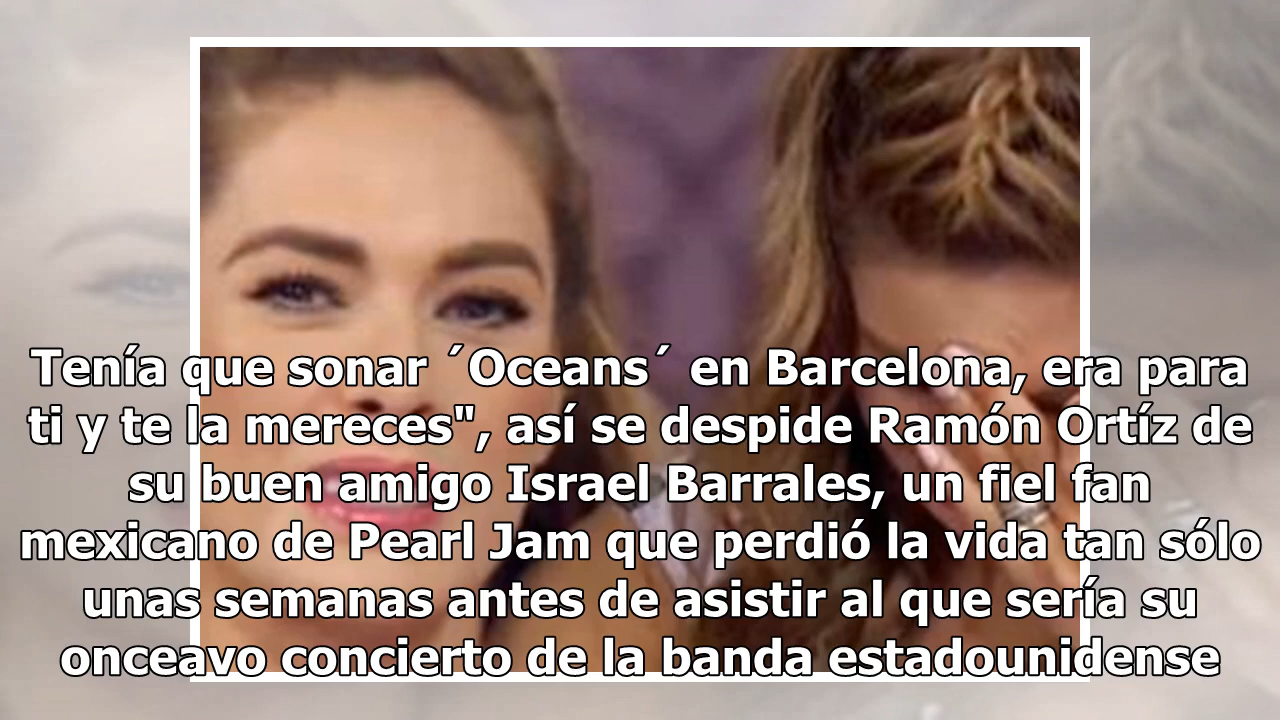 Tenía que sonar ´Oceans´ en Barcelona, era para
ti y te la mereces", así se despide Ramón Ortíz de
su buen amigo Israel Barrales, un fiel fan
mexicano de Pearl Jam que perdió la vida tan sólo
unas semanas antes de asistir al que sería su
onceavo concierto de la banda estadounidense